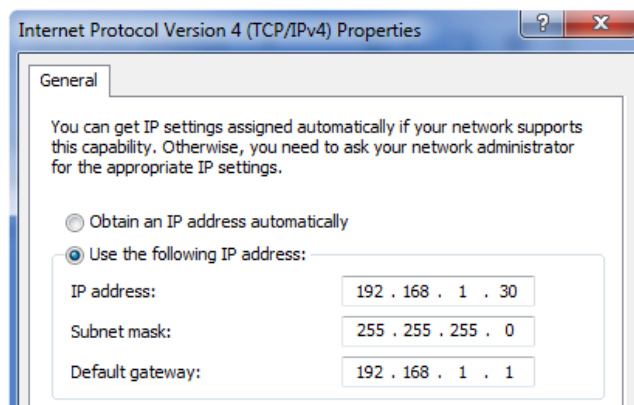 Internet Protocol Version 4 (TCP/IPv4) Properties
? X
General
You can get IP settings assigned automatically if your network supports
this capability. Otherwise, you need to ask your network administrator
for the appropriate IP settings.
Obtain an IP address automatically
Use the following IP address:
IP address: 192 . 168 . 1 . 30
Subnet mask: 255 . 255 . 255 . 0
Default gateway: 192 . 168 . 1 . 1